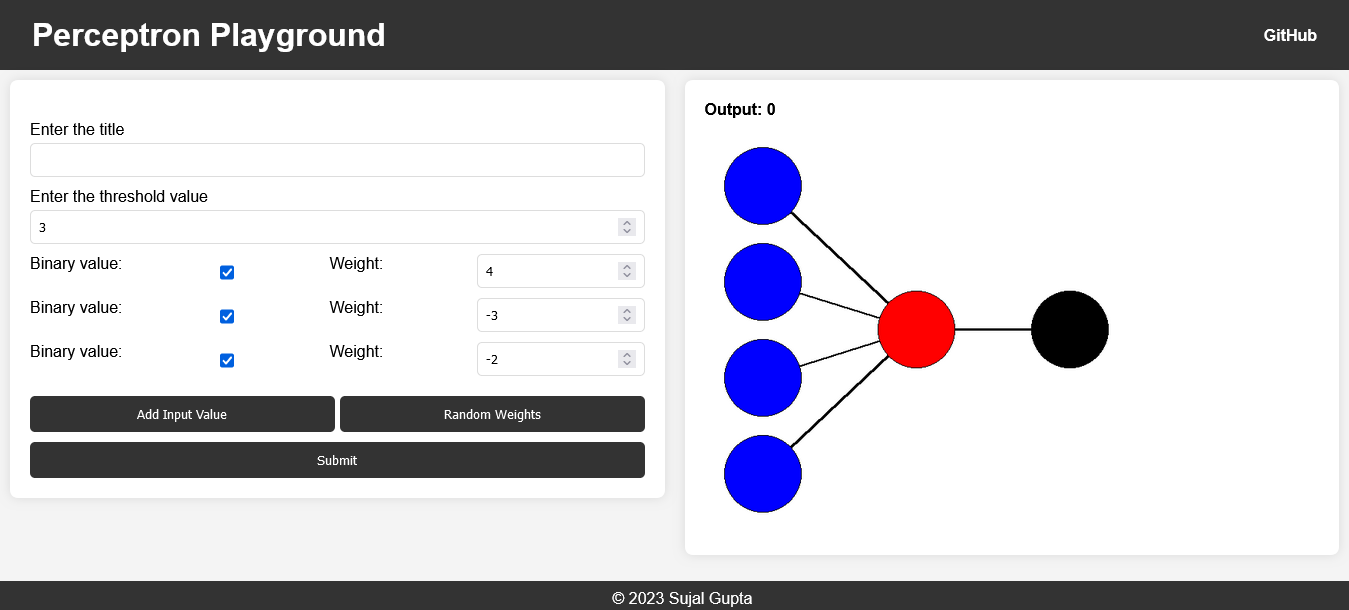 Perceptron Playground
GitHub
Enter the title
Enter the threshold value
3
Binary value: Weight: 4
Binary value: Weight: -3
Binary value: Weight: -2
Add Input Value Random Weights
Submit
Output: 0
© 2023 Sujal Gupta